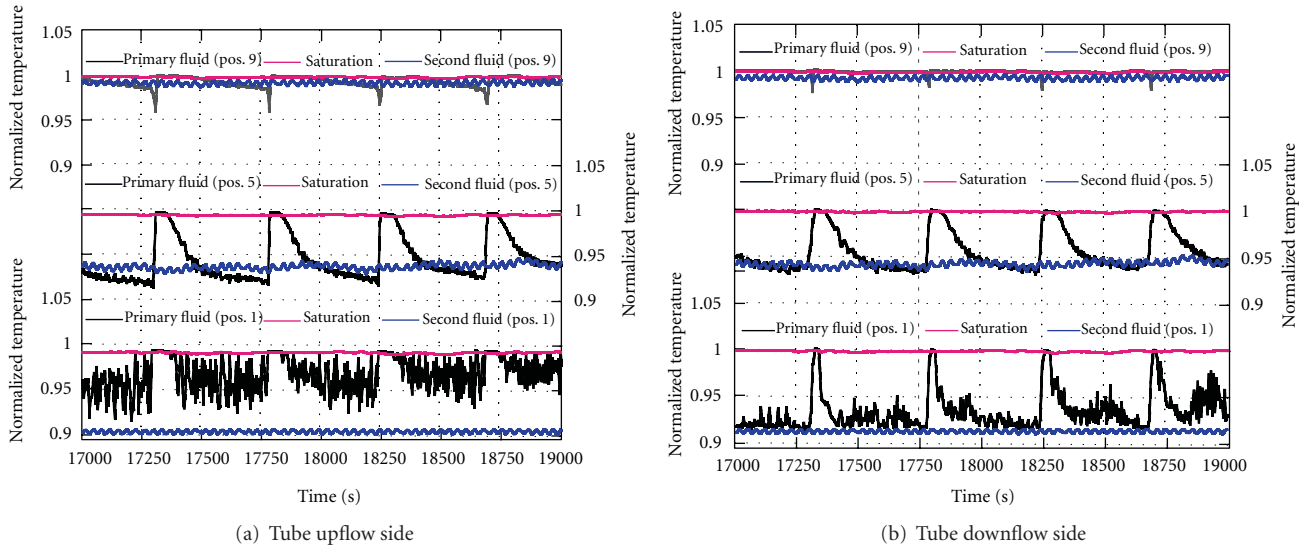 1.05
Primary fluid (pos. 9) Saturation Second fluid (pos. 9)
1
0.95
0.9
Normalized temperature
1.05
Primary fluid (pos. 5) Saturation Second fluid (pos. 5)
1
0.95
0.9
Normalized temperature
1.05
Primary fluid (pos. 1) Saturation Second fluid (pos. 1)
1
0.95
0.9
Normalized temperature
17000 17250 17500 17750 18000 18250 18500 18750 19000
Time (s)
(a) Tube upflow side
1.05
Primary fluid (pos. 9) Saturation Second fluid (pos. 9)
1
0.95
0.9
Normalized temperature
1.05
Primary fluid (pos. 5) Saturation Second fluid (pos. 5)
1
0.95
0.9
Normalized temperature
1.05
Primary fluid (pos. 1) Saturation Second fluid (pos. 1)
1
0.95
0.9
Normalized temperature
17000 17250 17500 17750 18000 18250 18500 18750 19000
Time (s)
(b) Tube downflow side